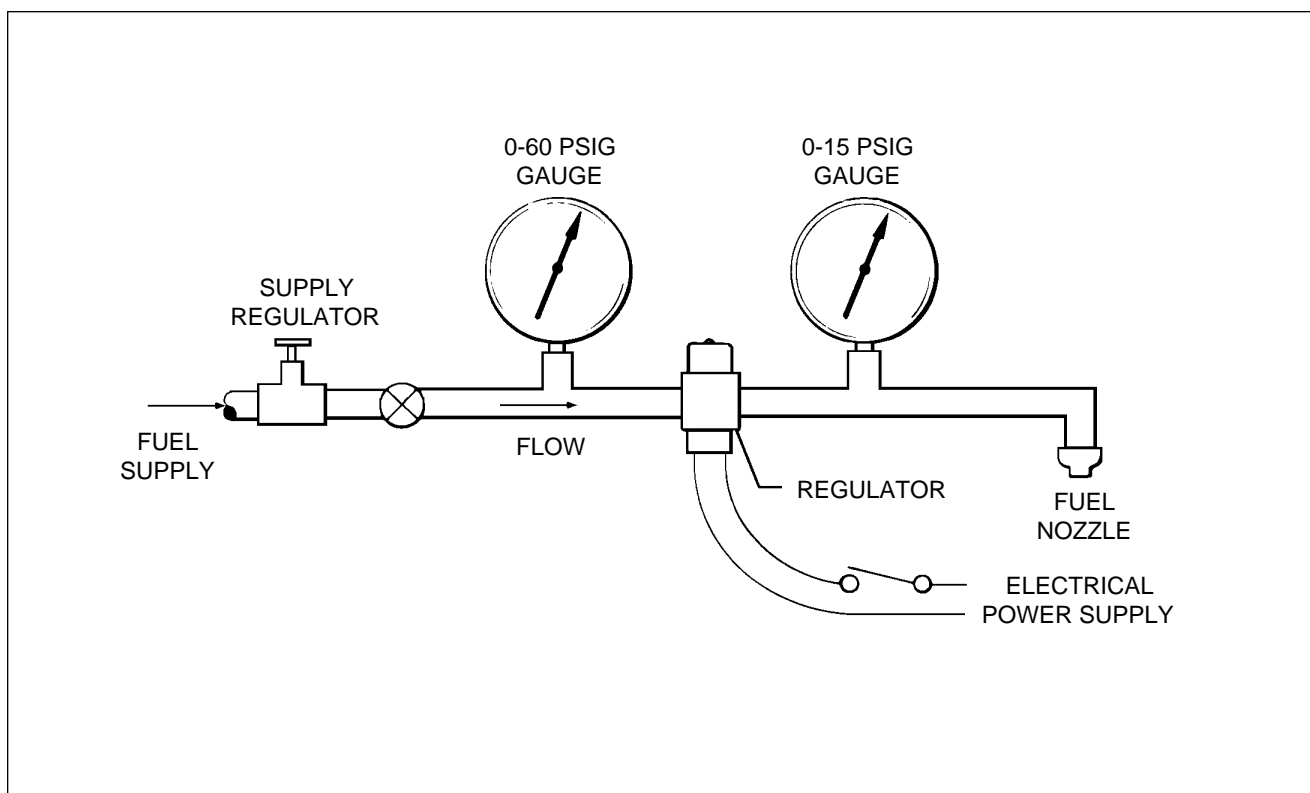 0-60 PSIG
GAUGE
0-15 PSIG
GAUGE
SUPPLY
REGULATOR
FUEL
SUPPLY
FLOW
REGULATOR
FUEL
NOZZLE
ELECTRICAL
POWER SUPPLY